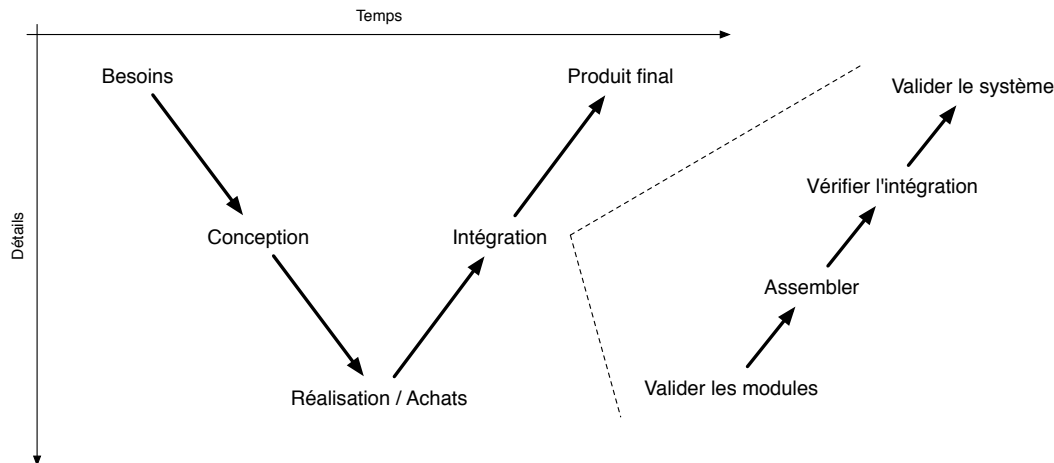 Temps
Détails
Besoins
Conception
Réalisation / Achats
Intégration
Produit final
Valider les modules
Assembler
Vérifier l'intégration
Valider le système